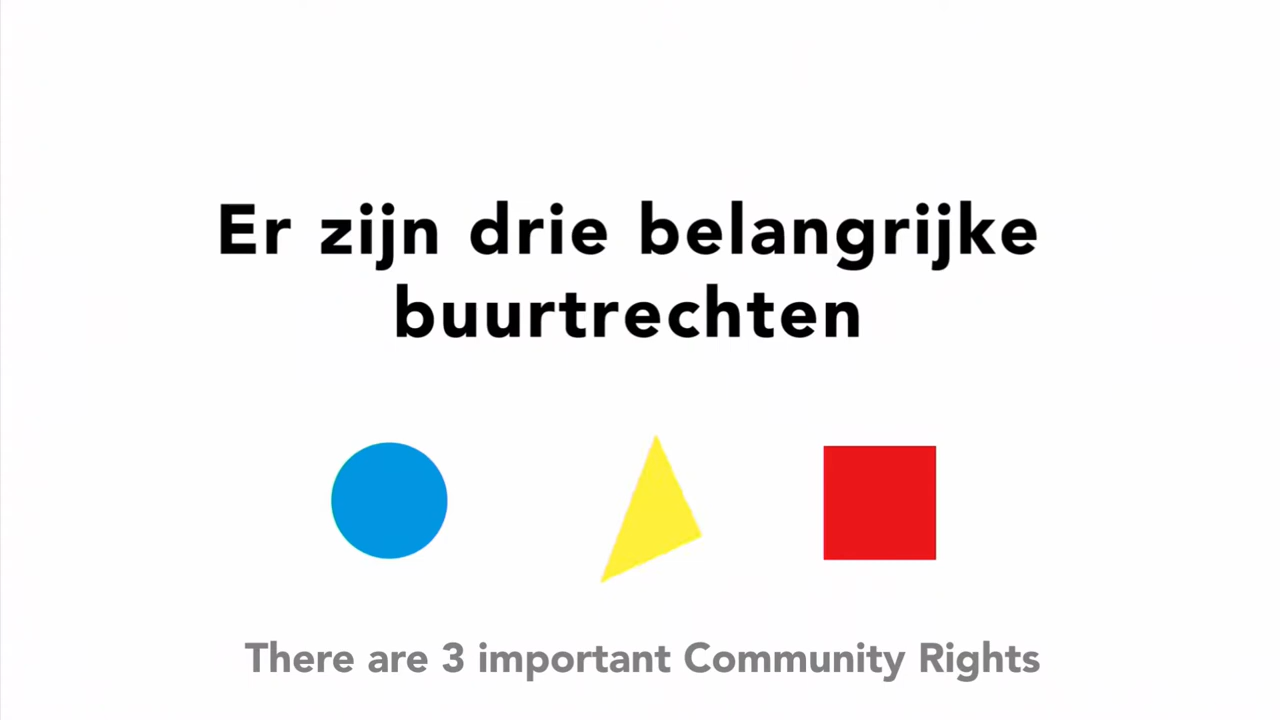 Er zijn drie belangrijke
buurtrechten
There are 3 important Community Rights